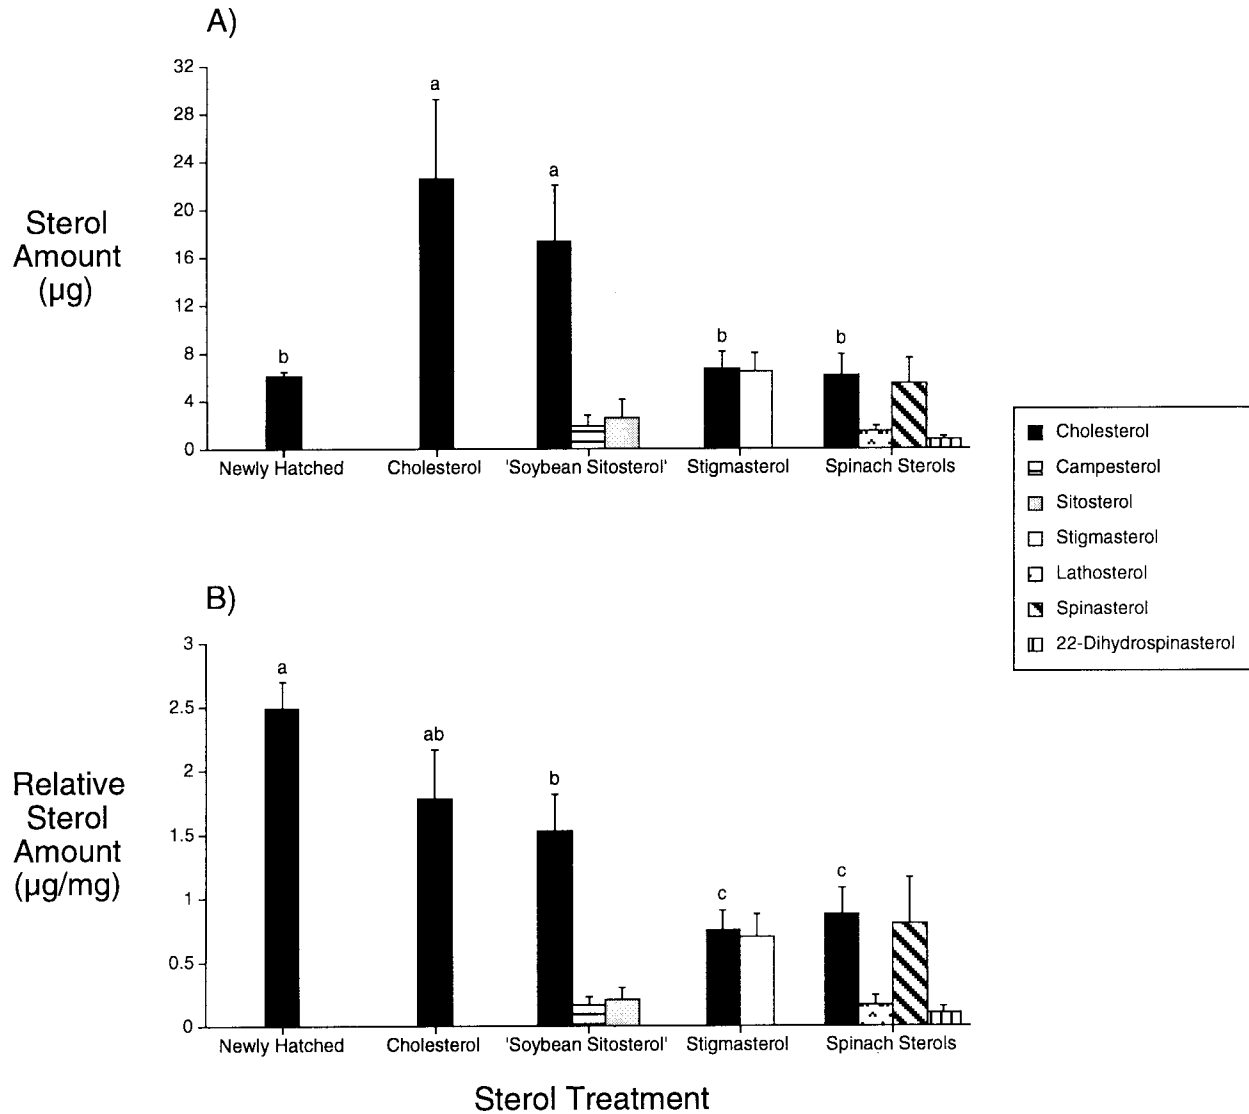 A)
Sterol
Amount
(µg)
32
28
24
20
16
12
8
4
0
b
a
a
b
b
Newly Hatched
Cholesterol
'Soybean Sitosterol'
Stigmasterol
Spinach Sterols
Cholesterol
Campesterol
Sitosterol
Stigmasterol
Lathosterol
Spinasterol
22-Dihydrospinasterol
B)
Relative
Sterol
Amount
(µg/mg)
3
2.5
2
1.5
1
0.5
0
a
ab
b
c
c
Newly Hatched
Cholesterol
'Soybean Sitosterol'
Stigmasterol
Spinach Sterols
Sterol Treatment